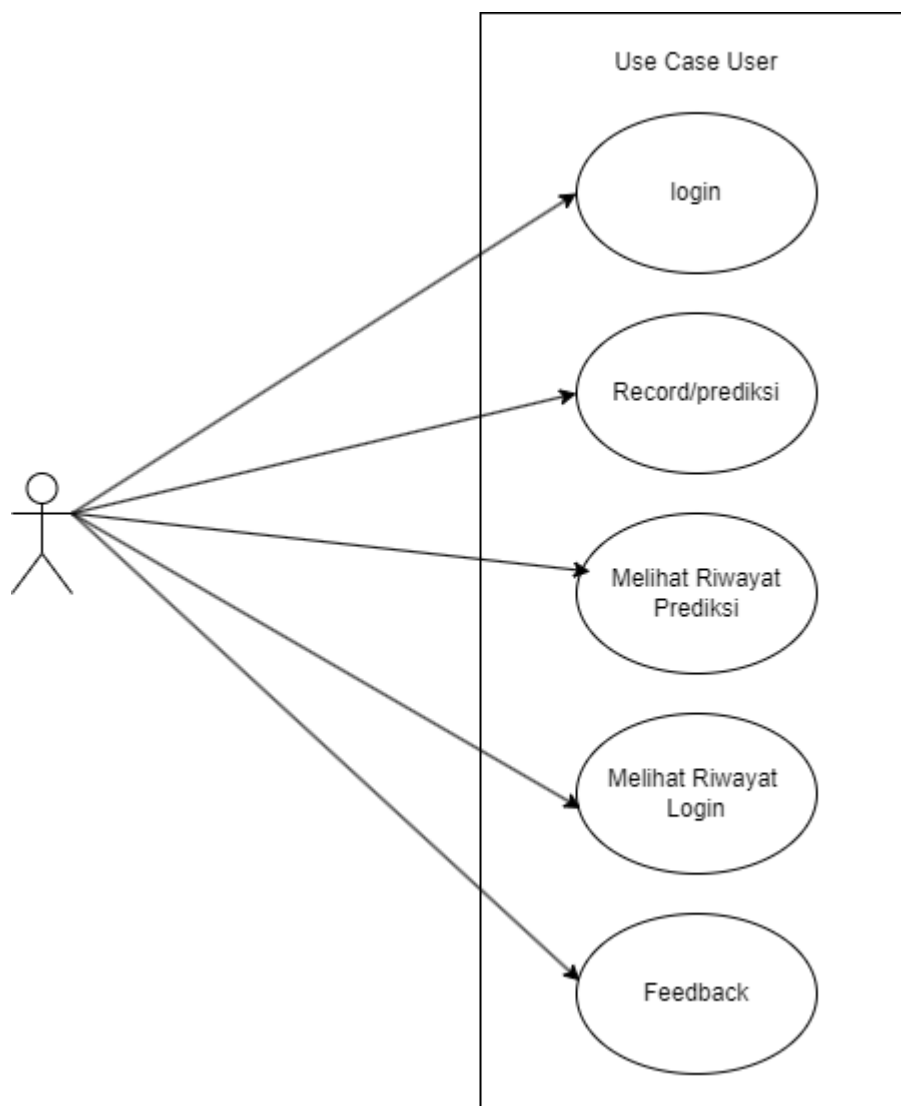 Use Case User
login
Record/prediksi
Melihat Riwayat
Prediksi
Melihat Riwayat
Login
Feedback